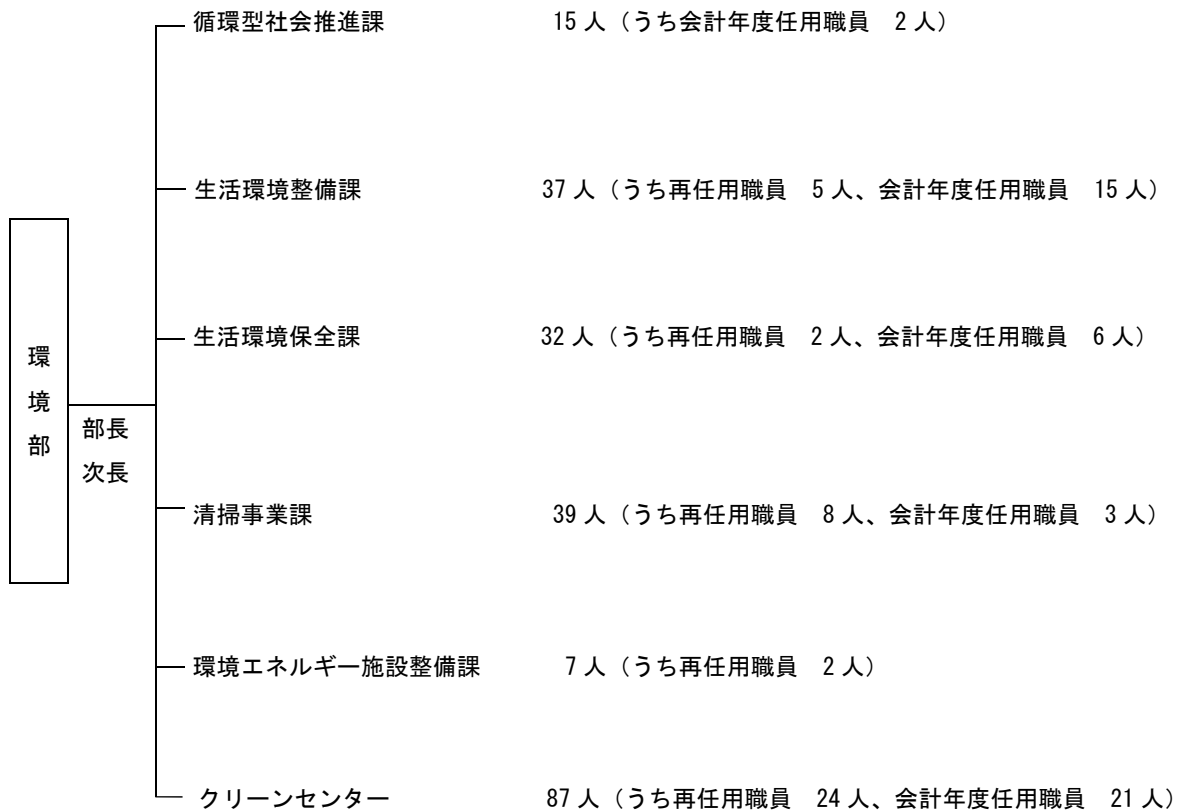 循環型社会推進課　15人（うち会計年度任用職員　2人）
生活環境整備課　37人（うち再任用職員　5人、会計年度任用職員　15人）
生活環境保全課　32人（うち再任用職員　2人、会計年度任用職員　6人）
環境部
部長
次長
清掃事業課　39人（うち再任用職員　8人、会計年度任用職員　3人）
環境エネルギー施設整備課　7人（うち再任用職員　2人）
クリーンセンター　87人（うち再任用職員　24人、会計年度任用職員　21人）